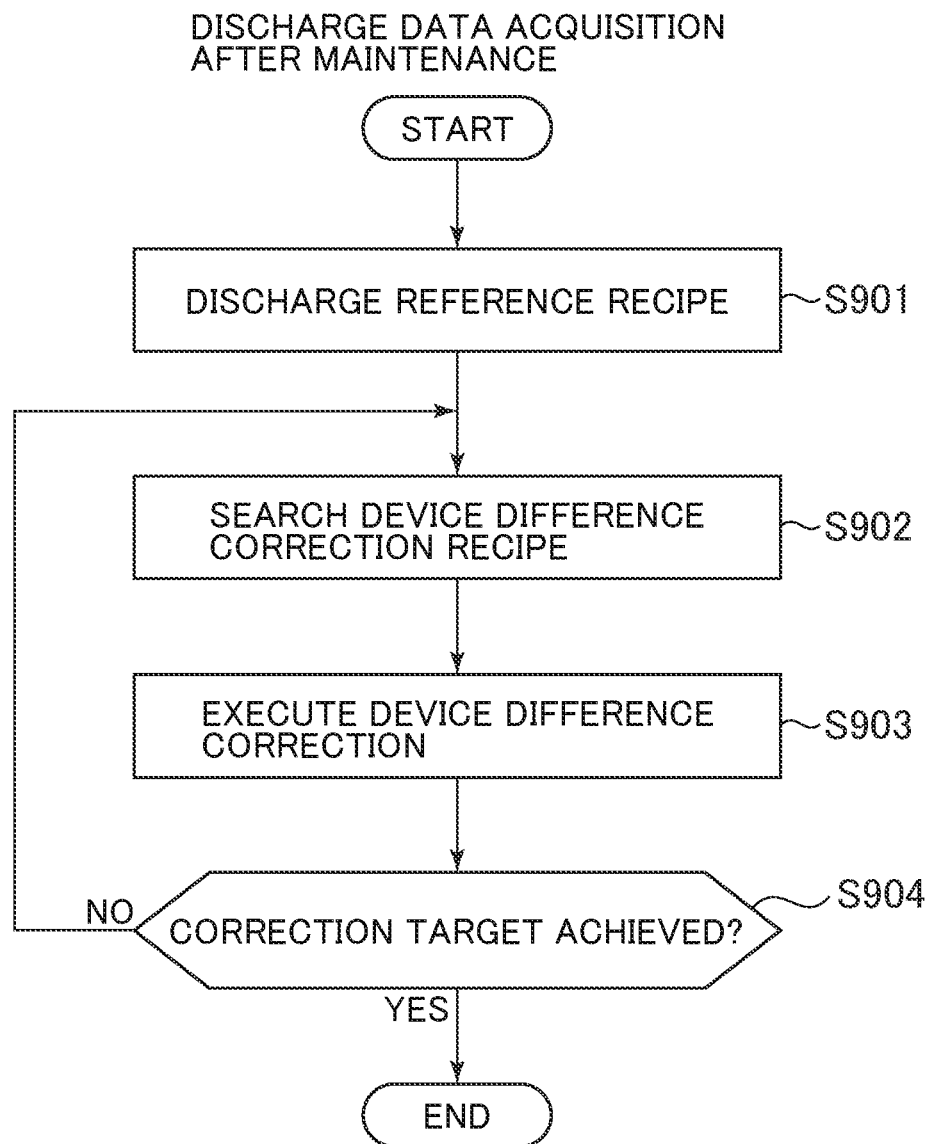 DISCHARGE DATA ACQUISITION
AFTER MAINTENANCE
START
DISCHARGE REFERENCE RECIPE
S901
SEARCH DEVICE DIFFERENCE
CORRECTION RECIPE
S902
EXECUTE DEVICE DIFFERENCE
CORRECTION
S903
NO
CORRECTION TARGET ACHIEVED?
S904
YES
END